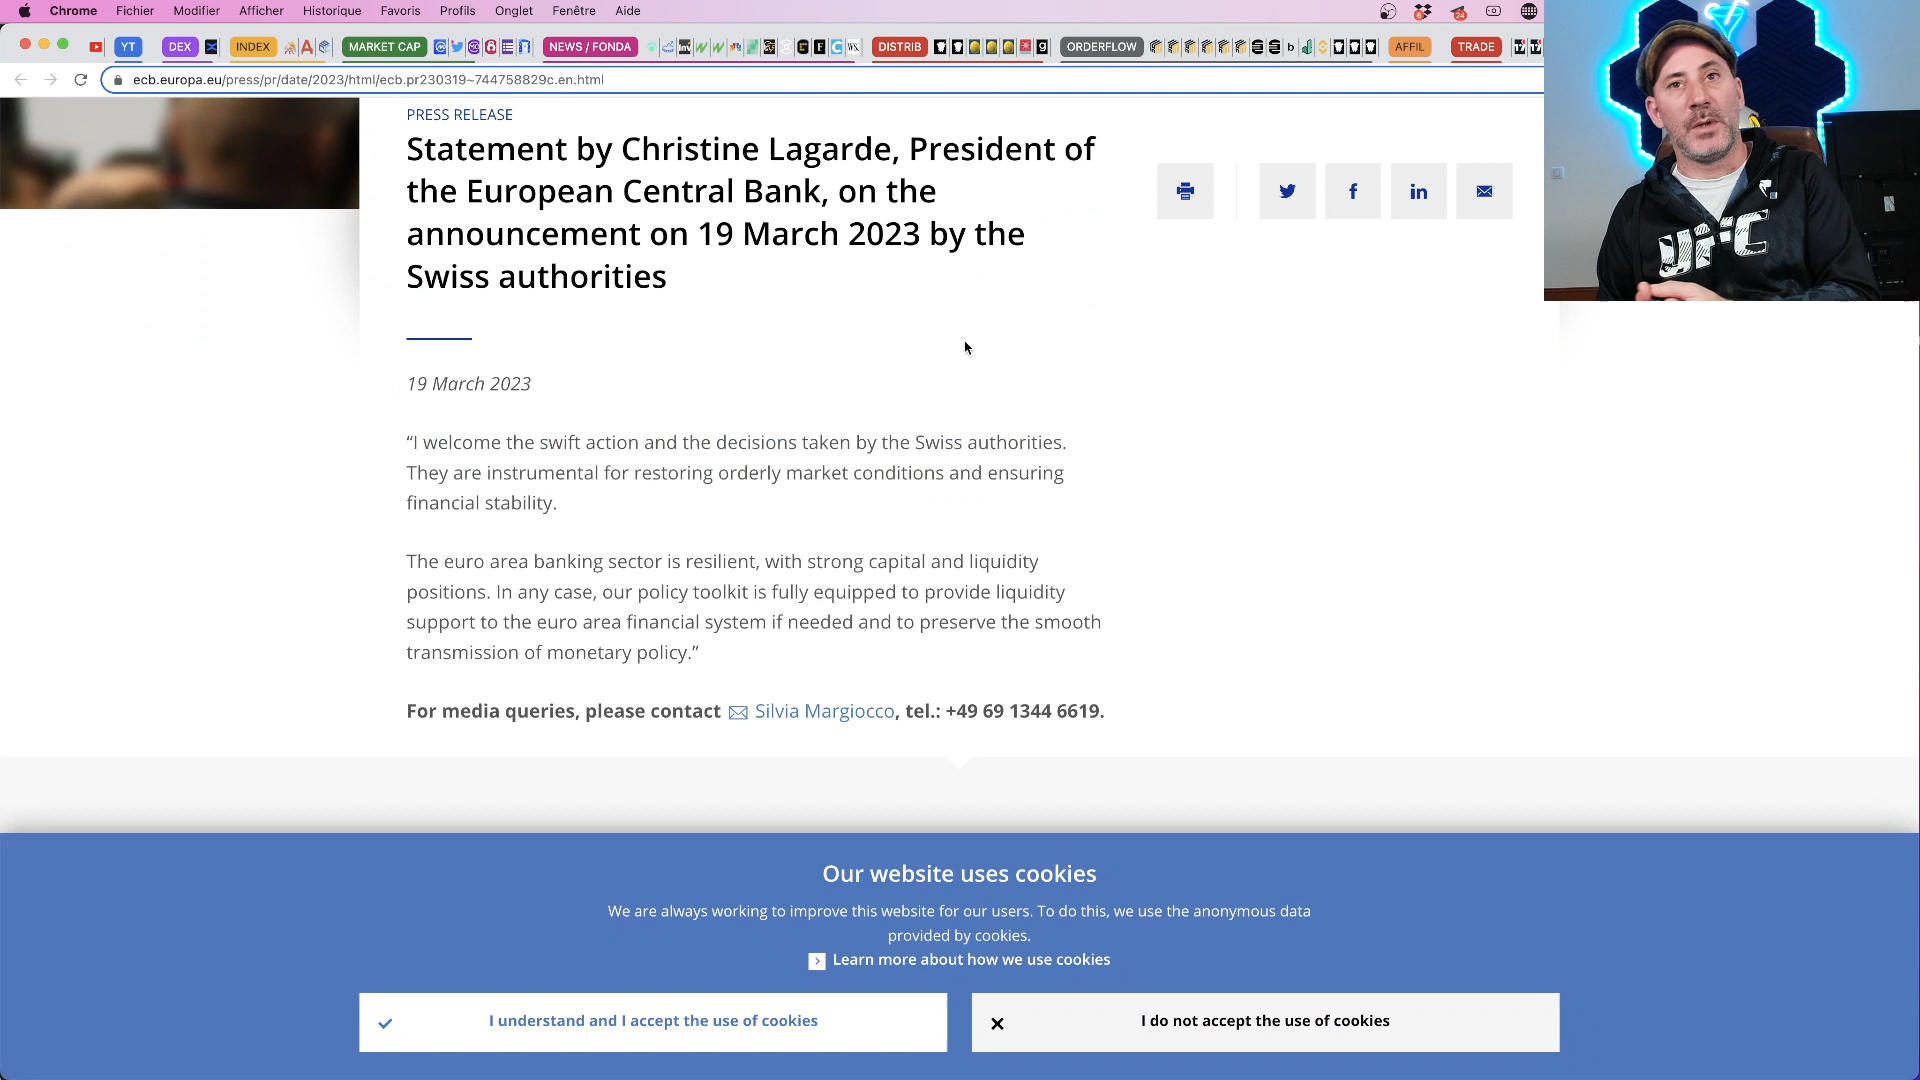 Chrome Fichier Modifier Afficher Historique Favoris Profils Onglet Fenêtre Aide
6
24
YT DEX INDEX MARKET CAP NEWS / FONDA DISTRIB ORDERFLOW AFFIL TRADE
ecb.europa.eu/press/pr/date/2023/html/ecb.pr230319~744758829c.en.html
PRESS RELEASE
Statement by Christine Lagarde, President of
the European Central Bank, on the
announcement on 19 March 2023 by the
Swiss authorities
19 March 2023
“I welcome the swift action and the decisions taken by the Swiss authorities.
They are instrumental for restoring orderly market conditions and ensuring
financial stability.
The euro area banking sector is resilient, with strong capital and liquidity
positions. In any case, our policy toolkit is fully equipped to provide liquidity
support to the euro area financial system if needed and to preserve the smooth
transmission of monetary policy.”
For media queries, please contact Silvia Margiocco, tel.: +49 69 1344 6619.
UFC
Our website uses cookies
We are always working to improve this website for our users. To do this, we use the anonymous data
provided by cookies.
Learn more about how we use cookies
I understand and I accept the use of cookies
I do not accept the use of cookies